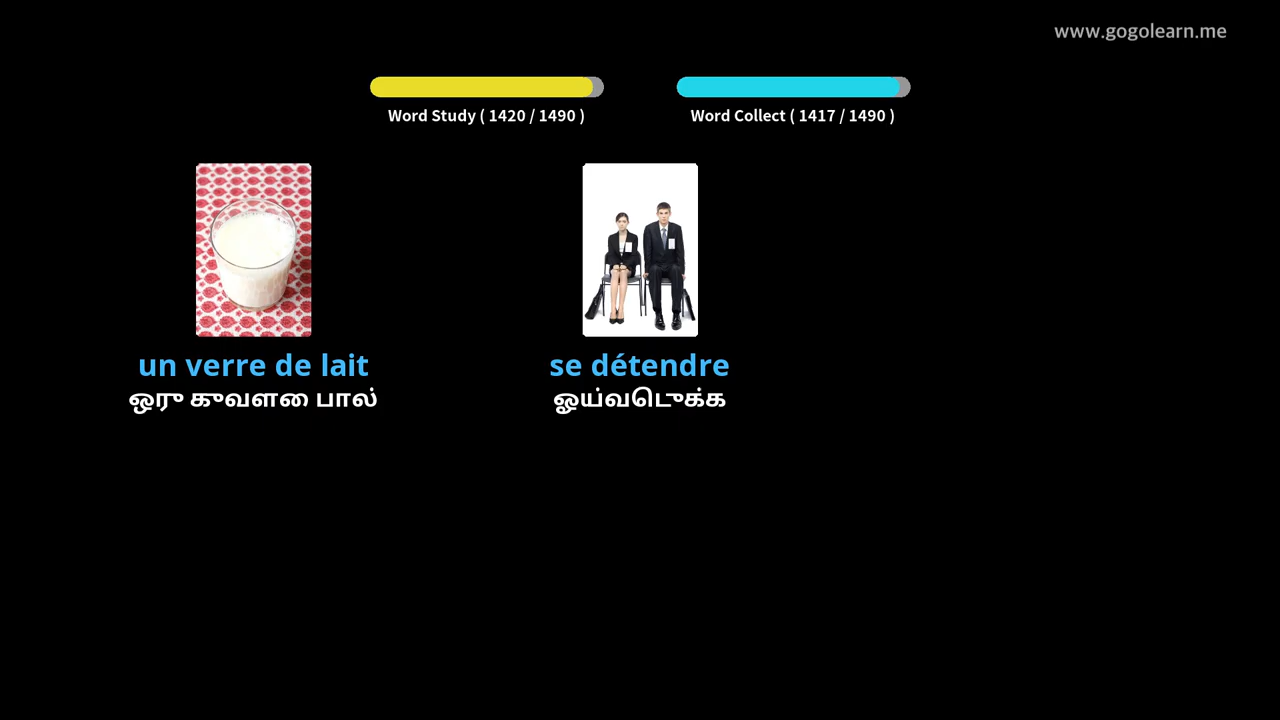 www.gogolearn.me
Word Study ( 1420 / 1490 )
Word Collect ( 1417 / 1490 )
un verre de lait
ஒரு குவளை பால்
se détendre
ஓய்வெடுக்க